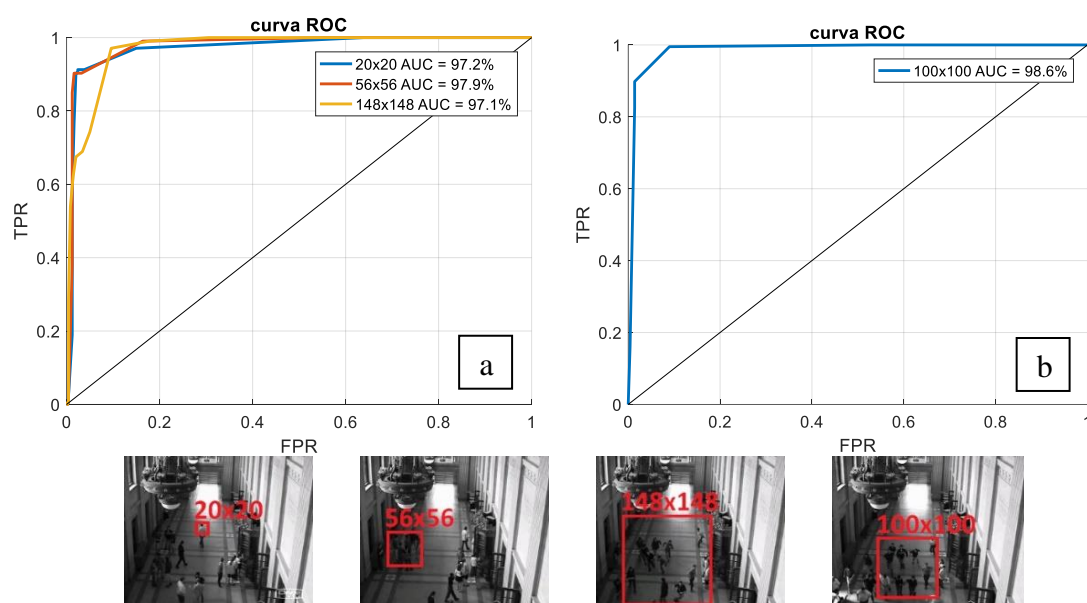 curva ROC
1
0.8
0.6
0.4
0.2
0
TPR
20x20 AUC = 97.2%
56x56 AUC = 97.9%
148x148 AUC = 97.1%
a
0 0.2 0.4 0.6 0.8 1
FPR
curva ROC
1
0.8
0.6
0.4
0.2
0
TPR
100x100 AUC = 98.6%
b
0 0.2 0.4 0.6 0.8 1
FPR
20x20
56x56
148x148
100x100